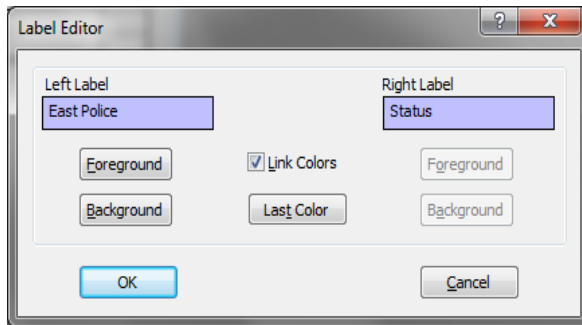 Label Editor
? X
Left Label Right Label
East Police Status
Foreground Link Colors Foreground
Background Last Color Background
OK Cancel